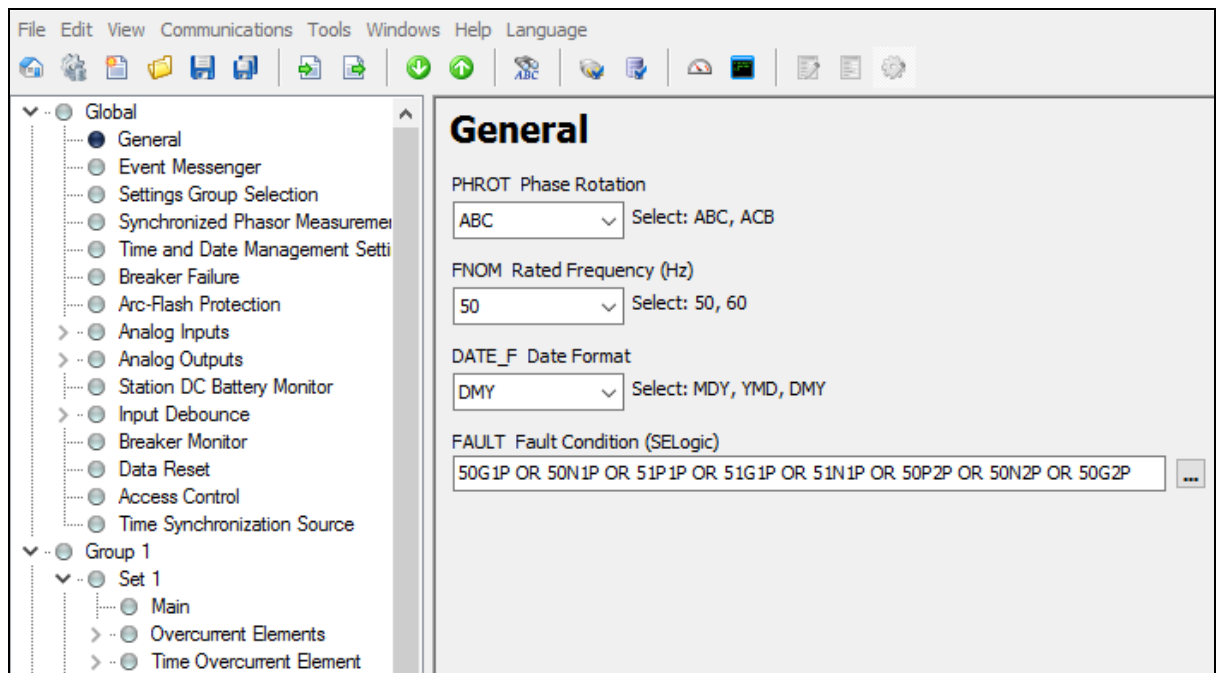 File Edit View Communications Tools Windows Help Language
ABC
Global
General
Event Messenger
Settings Group Selection
Synchronized Phasor Measuremer
Time and Date Management Setti
Breaker Failure
Arc-Flash Protection
Analog Inputs
Analog Outputs
Station DC Battery Monitor
Input Debounce
Breaker Monitor
Data Reset
Access Control
Time Synchronization Source
Group 1
Set 1
Main
Overcurrent Elements
Time Overcurrent Element
General
PHROT Phase Rotation
ABC Select: ABC, ACB
FNOM Rated Frequency (Hz)
50 Select: 50, 60
DATE_F Date Format
DMY Select: MDY, YMD, DMY
FAULT Fault Condition (SELogic)
50G1P OR 50N1P OR 51P1P OR 51G1P OR 51N1P OR 50P2P OR 50N2P OR 50G2P ...